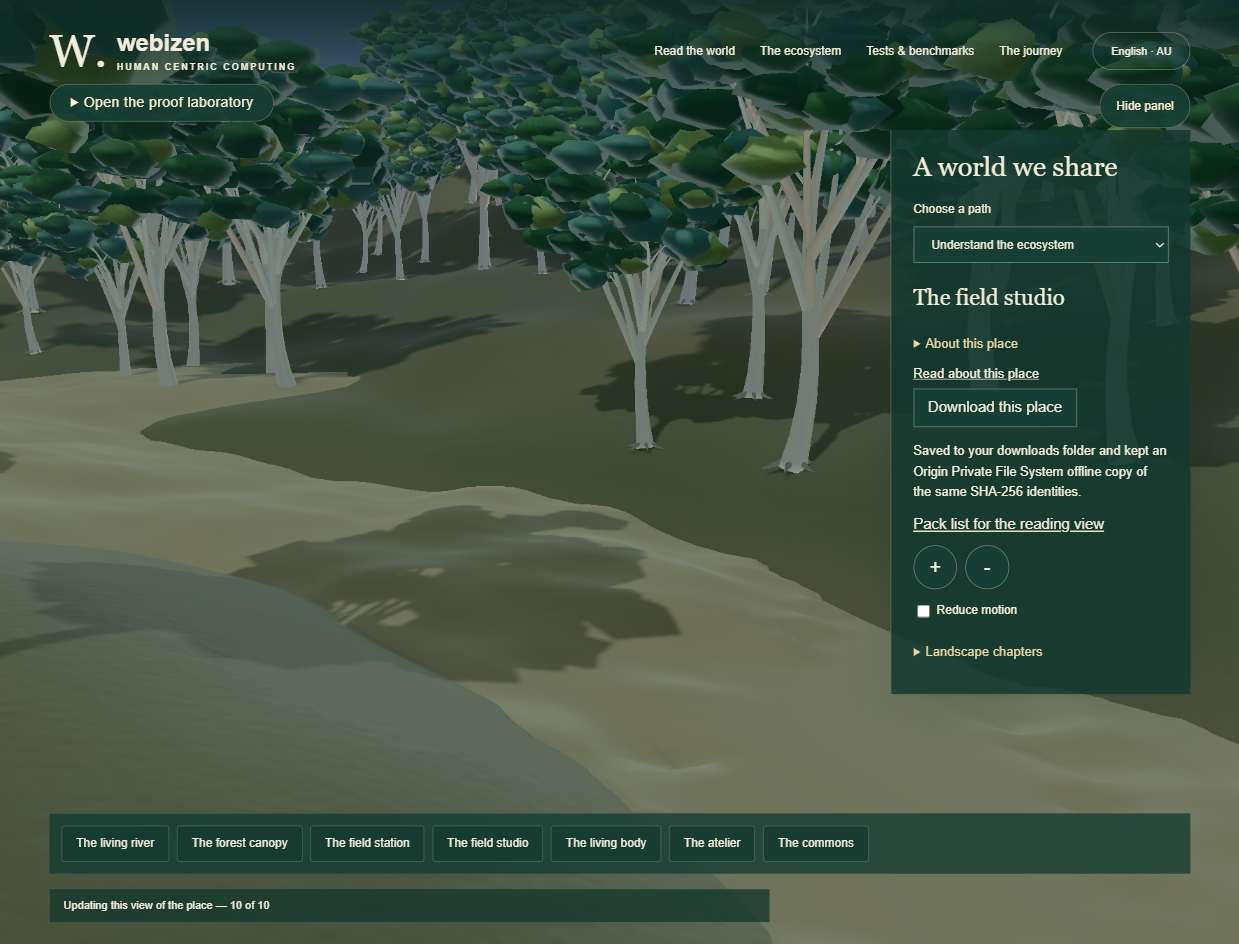 W. webizen
HUMAN CENTRIC COMPUTING
Read the world
The ecosystem
Tests & benchmarks
The journey
English · AU
Open the proof laboratory
Hide panel
A world we share
Choose a path
Understand the ecosystem
The field studio
About this place
Read about this place
Download this place
Saved to your downloads folder and kept an
Origin Private File System offline copy of
the same SHA-256 identities.
Pack list for the reading view
+
-
Reduce motion
Landscape chapters
The living river
The forest canopy
The field station
The field studio
The living body
The atelier
The commons
Updating this view of the place — 10 of 10